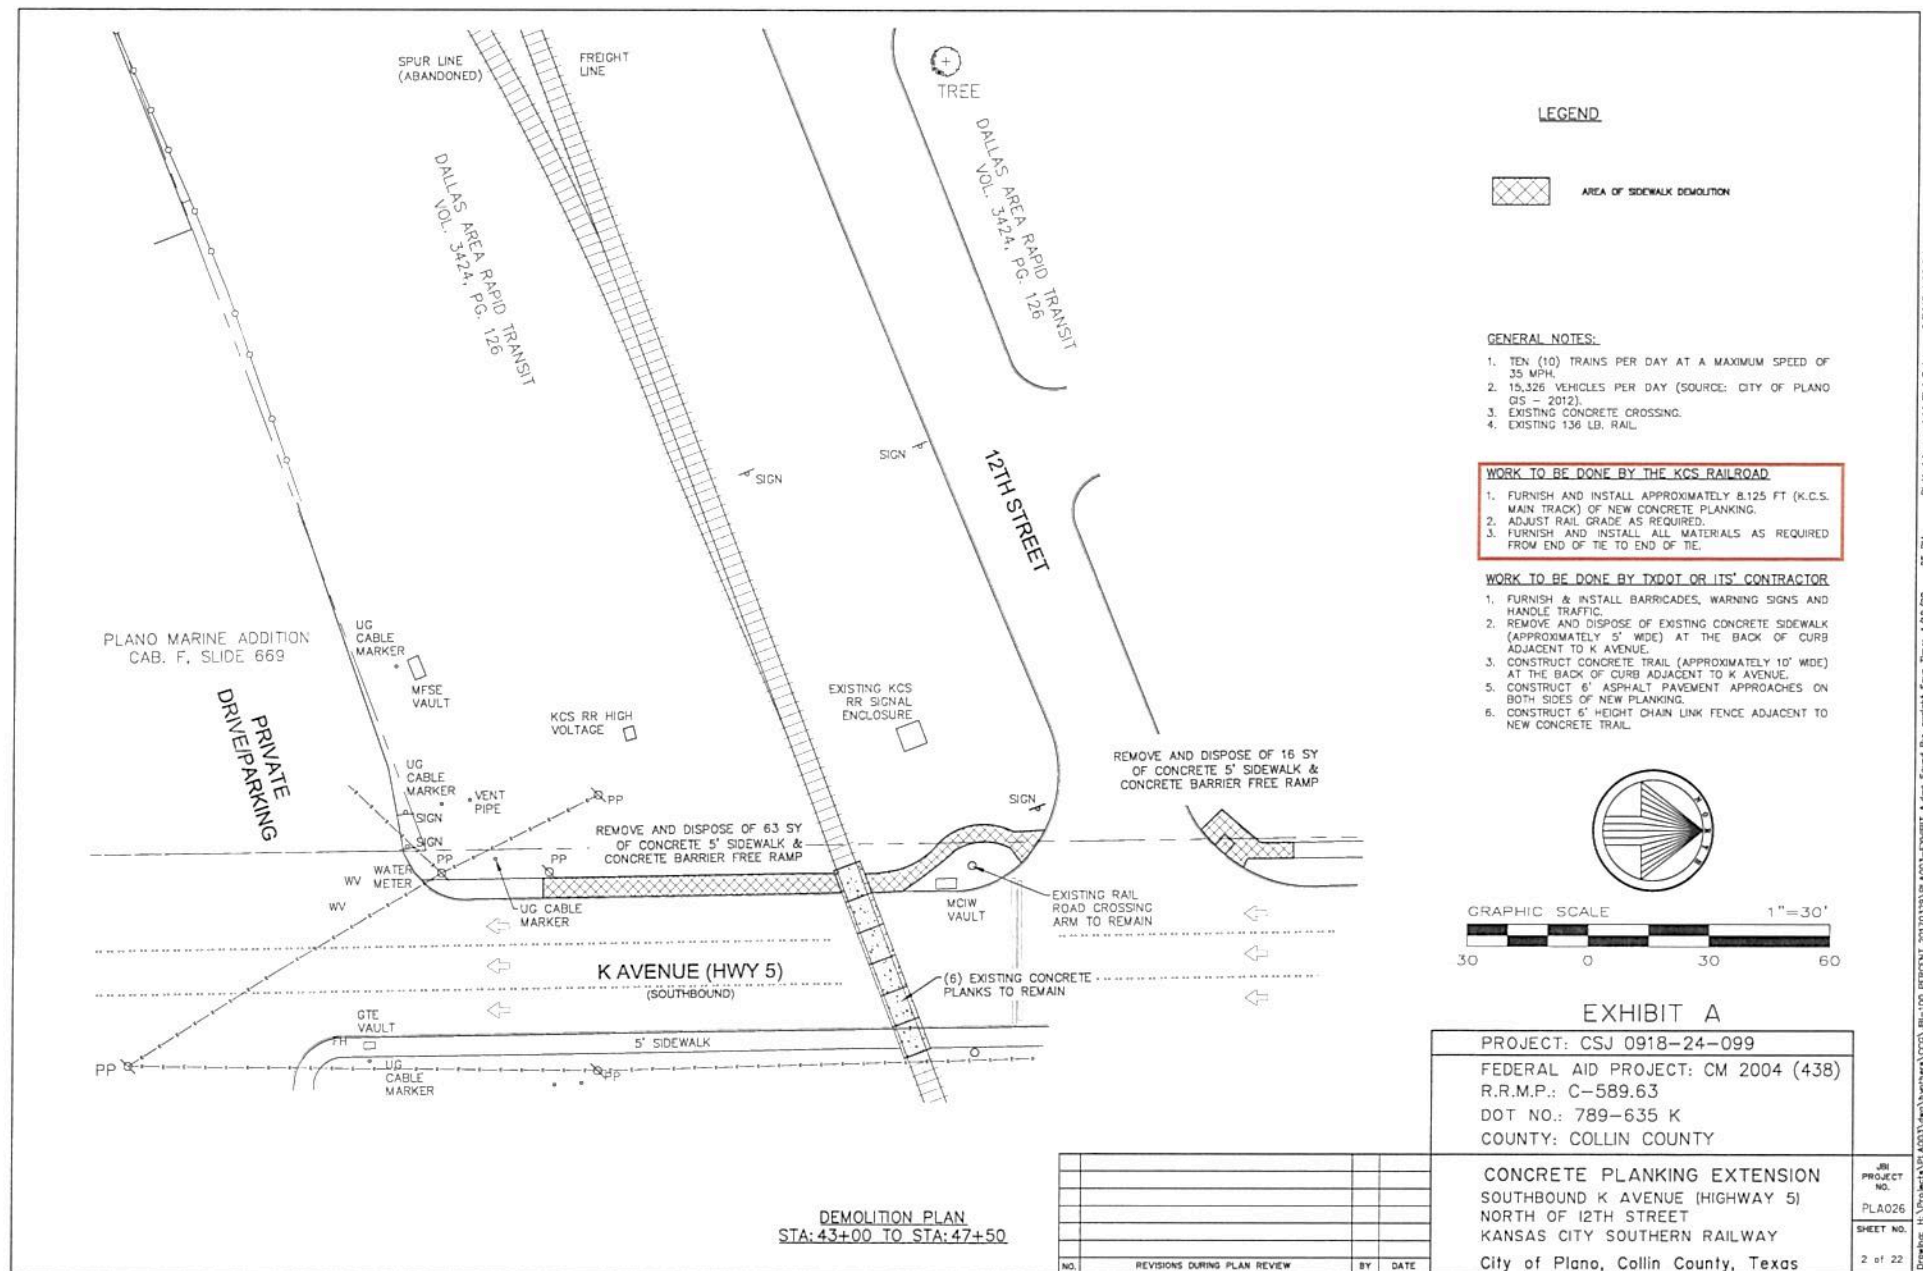 SPUR LINE
(ABANDONED)
FREIGHT
LINE
TREE
DALLAS AREA RAPID TRANSIT
VOL. 3424, PG. 126
DALLAS AREA RAPID TRANSIT
VOL. 3424, PG. 126
SIGN
SIGN
12TH STREET
PLANO MARINE ADDITION
CAB. F, SLIDE 669
UG
CABLE
MARKER
MFSE
VAULT
PRIVATE
DRIVE/PARKING
KCS RR HIGH
VOLTAGE
EXISTING KCS
RR SIGNAL
ENCLOSURE
UG
CABLE
MARKER
VENT
PIPE
PP
SIGN
SIGN
SIGN
REMOVE AND DISPOSE OF 16 SY
OF CONCRETE 5' SIDEWALK &
CONCRETE BARRIER FREE RAMP
REMOVE AND DISPOSE OF 63 SY
OF CONCRETE 5' SIDEWALK &
CONCRETE BARRIER FREE RAMP
PP
PP
WATER
METER
WV
WV
UG CABLE
MARKER
MCIW
VAULT
EXISTING RAIL
ROAD CROSSING
ARM TO REMAIN
K AVENUE (HWY 5)
(SOUTHBOUND)
(6) EXISTING CONCRETE
PLANKS TO REMAIN
GTE
VAULT
FH
5' SIDEWALK
PP
UG
CABLE
MARKER
PP
LEGEND
AREA OF SIDEWALK DEMOLITION
GENERAL NOTES:
1. TEN (10) TRAINS PER DAY AT A MAXIMUM SPEED OF
35 MPH.
2. 15,326 VEHICLES PER DAY (SOURCE: CITY OF PLANO
GIS - 2012).
3. EXISTING CONCRETE CROSSING.
4. EXISTING 136 LB. RAIL.
WORK TO BE DONE BY THE KCS RAILROAD
1. FURNISH AND INSTALL APPROXIMATELY 8.125 FT (K.C.S.
MAIN TRACK) OF NEW CONCRETE PLANKING.
2. ADJUST RAIL GRADE AS REQUIRED.
3. FURNISH AND INSTALL ALL MATERIALS AS REQUIRED
FROM END OF TIE TO END OF TIE.
WORK TO BE DONE BY TXDOT OR ITS' CONTRACTOR
1. FURNISH & INSTALL BARRICADES, WARNING SIGNS AND
HANDLE TRAFFIC.
2. REMOVE AND DISPOSE OF EXISTING CONCRETE SIDEWALK
(APPROXIMATELY 5' WIDE) AT THE BACK OF CURB
ADJACENT TO K AVENUE.
3. CONSTRUCT CONCRETE TRAIL (APPROXIMATELY 10' WIDE)
AT THE BACK OF CURB ADJACENT TO K AVENUE.
5. CONSTRUCT 6' ASPHALT PAVEMENT APPROACHES ON
BOTH SIDES OF NEW PLANKING.
6. CONSTRUCT 6' HEIGHT CHAIN LINK FENCE ADJACENT TO
NEW CONCRETE TRAIL.
NORTH
GRAPHIC SCALE 1"=30'
30 0 30 60
EXHIBIT A
PROJECT: CSJ 0918-24-099
FEDERAL AID PROJECT: CM 2004 (438)
R.R.M.P.: C-589.63
DOT NO.: 789-635 K
COUNTY: COLLIN COUNTY
CONCRETE PLANKING EXTENSION
SOUTHBOUND K AVENUE (HIGHWAY 5)
NORTH OF 12TH STREET
KANSAS CITY SOUTHERN RAILWAY
City of Plano, Collin County, Texas
JBI
PROJECT
NO.
PLA026
SHEET NO.
2 of 22
NO. REVISIONS DURING PLAN REVIEW BY DATE
DEMOLITION PLAN
STA: 43+00 TO STA: 47+50